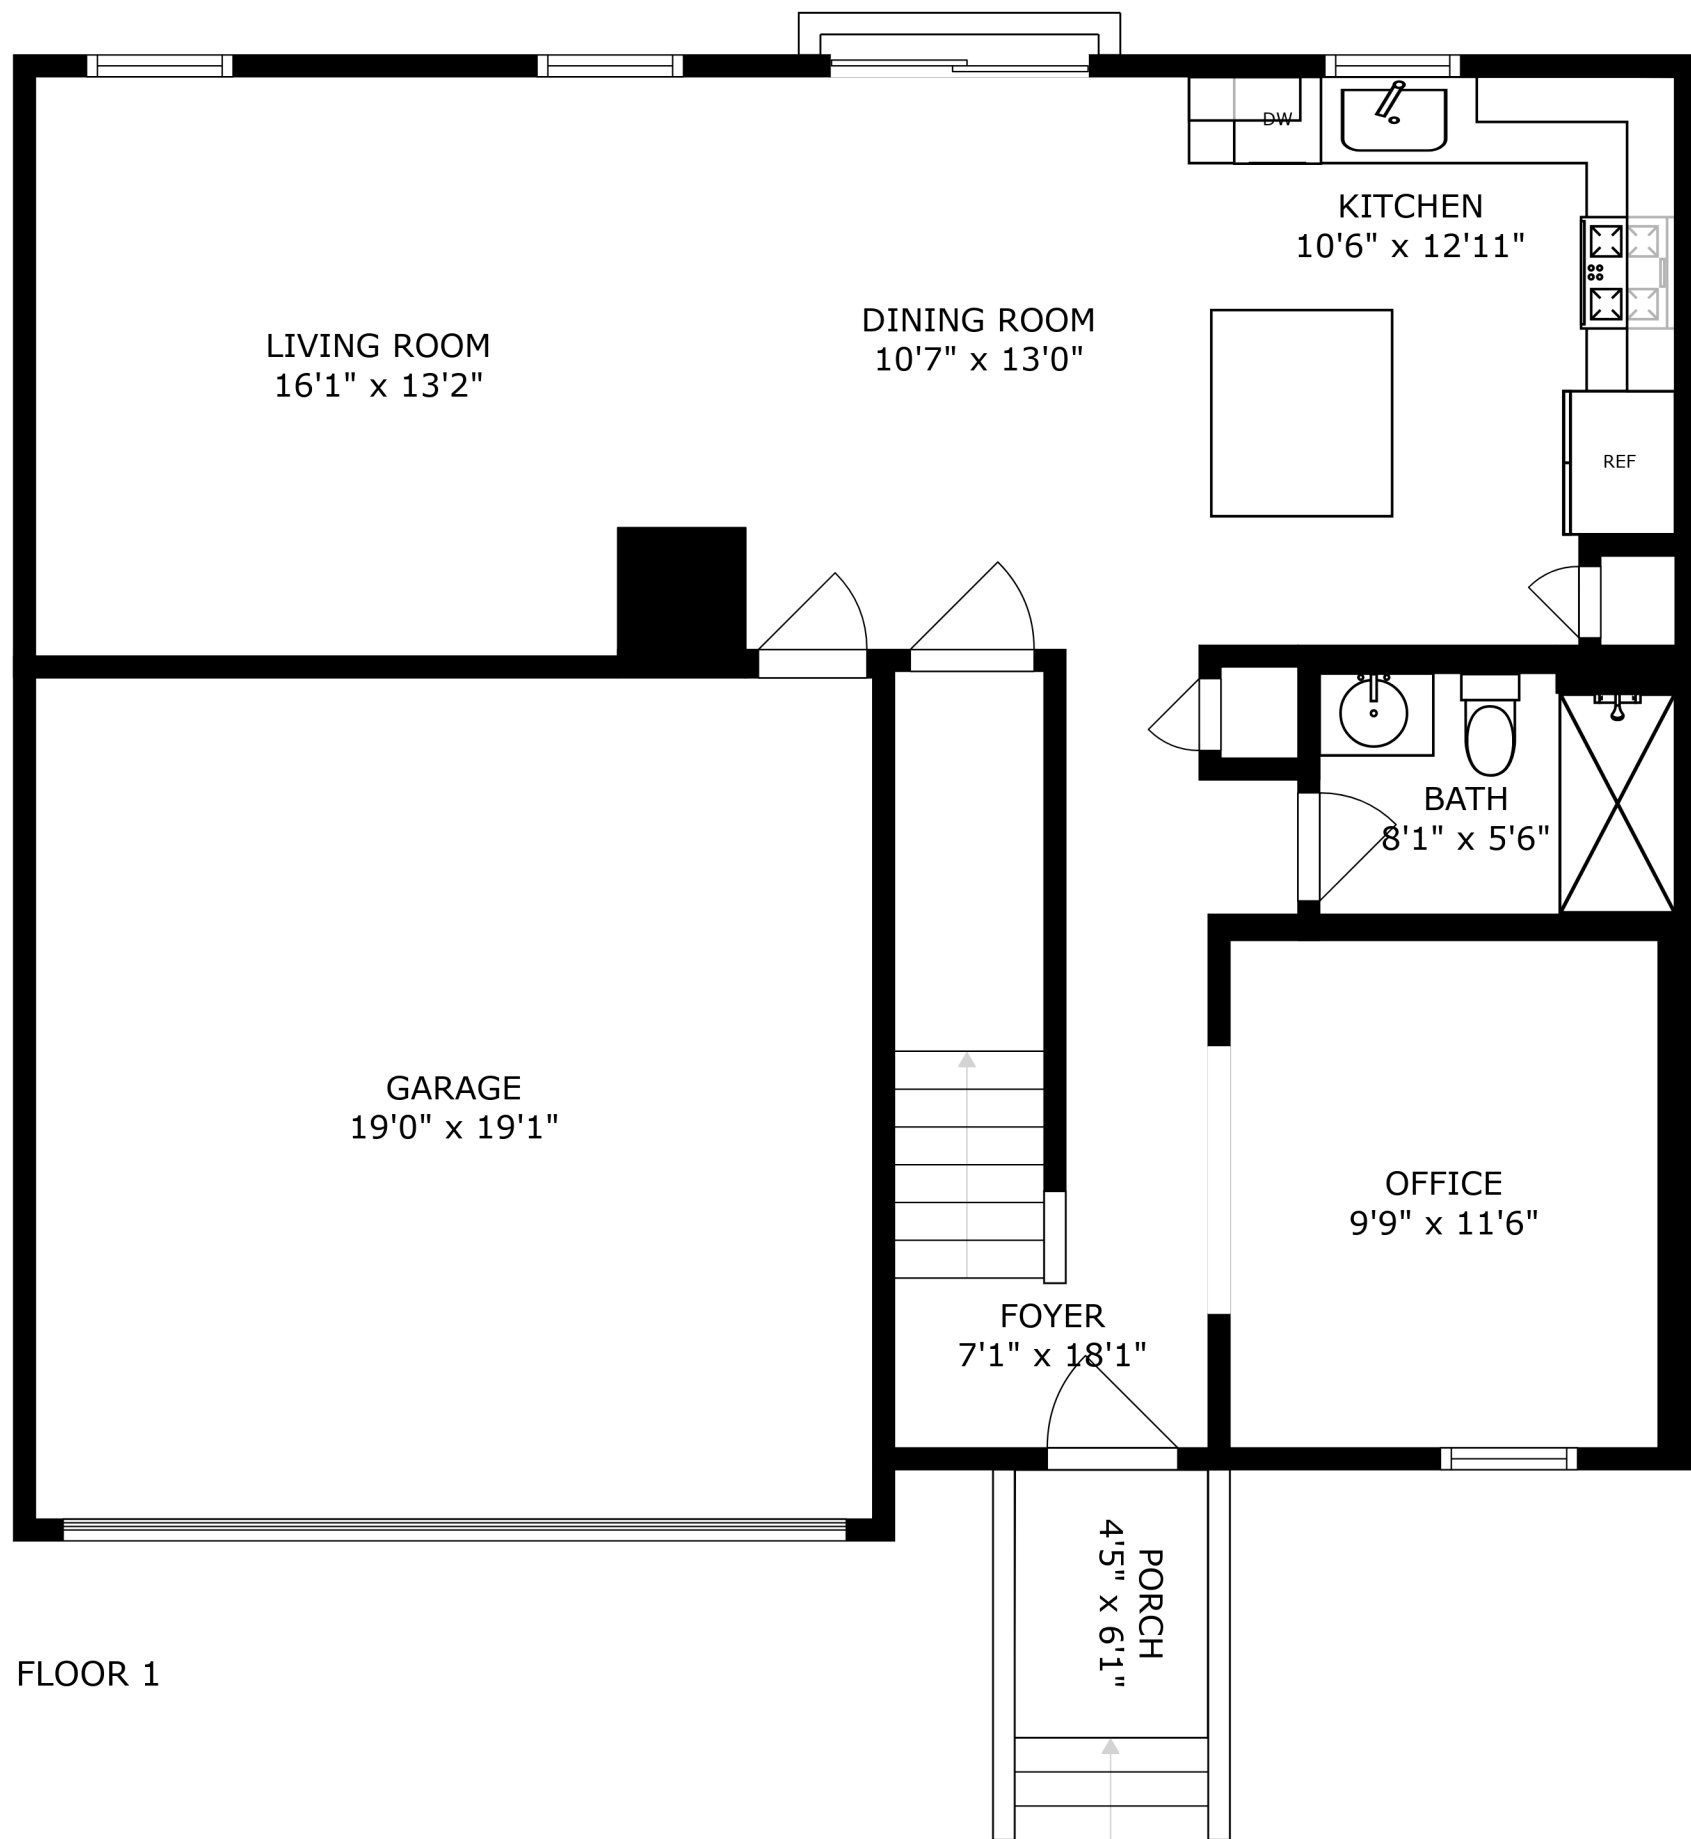 DW
KITCHEN
10'6" x 12'11"
DINING ROOM
10'7" x 13'0"
LIVING ROOM
16'1" x 13'2"
REF
BATH
8'1" x 5'6"
GARAGE
19'0" x 19'1"
OFFICE
9'9" x 11'6"
FOYER
7'1" x 18'1"
PORCH
4'5" x 6'1"
FLOOR 1